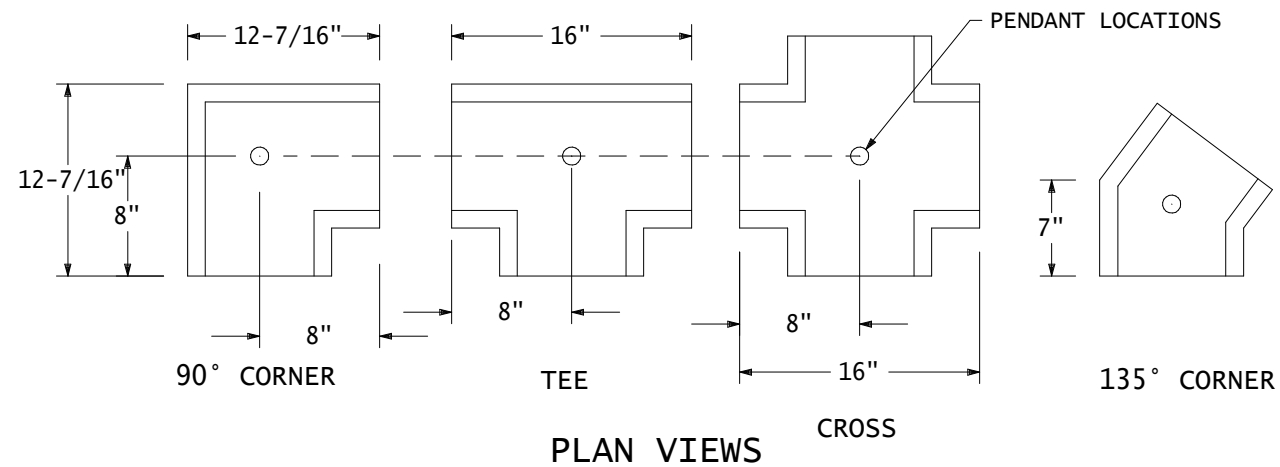 PENDANT LOCATIONS
12-7/16"
16"
12-7/16"
8"
7"
8"
8"
8"
16"
90° CORNER
TEE
CROSS
135° CORNER
PLAN VIEWS